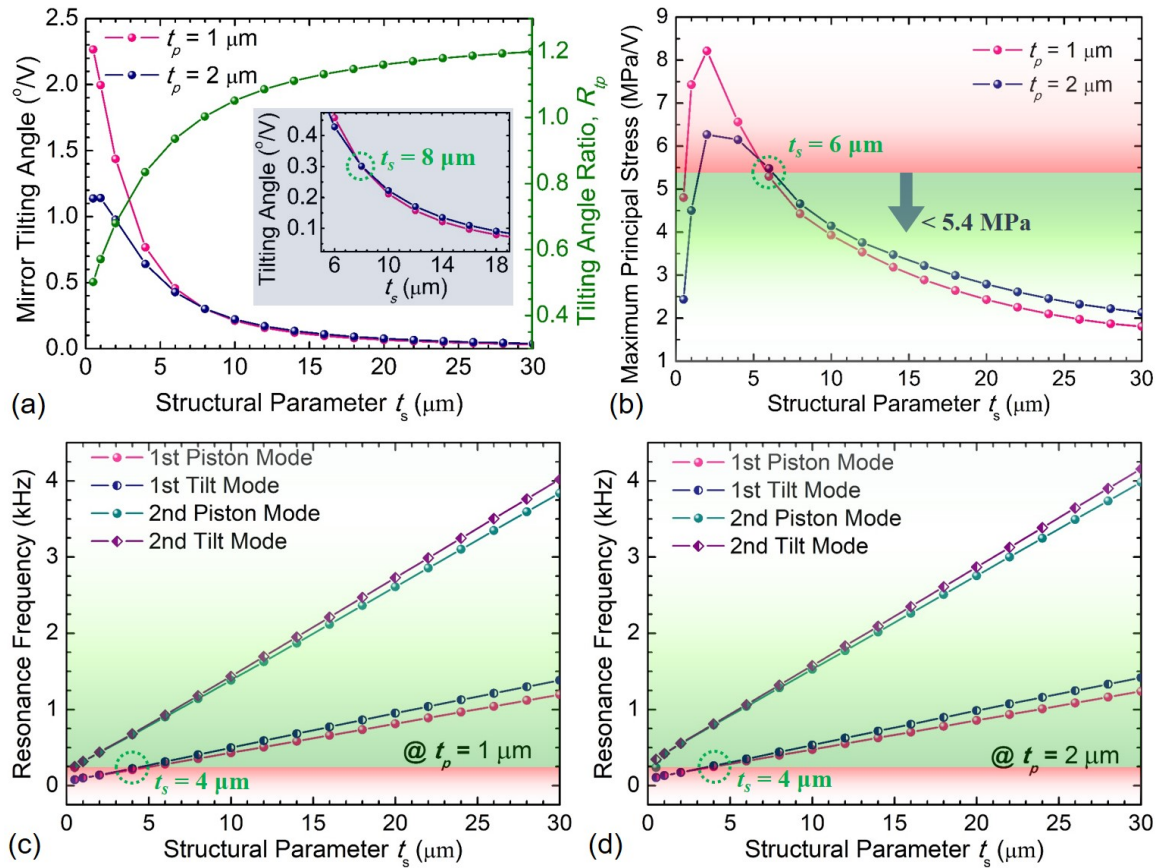 2.5
2.0
1.5
1.0
0.5
0.0
Mirror Tilting Angle (°/V)
t_p = 1 μm
t_p = 2 μm
1.2
1.0
0.8
0.6
0.4
Tilting Angle Ratio, R_tp
0.4
0.3
0.2
0.1
Tilting Angle (°/V)
t_s = 8 μm
6 10 14 18
t_s (μm)
0 5 10 15 20 25 30
Structural Parameter t_s (μm)
(a)
9
8
7
6
5
4
3
2
1
Maximum Principal Stress (MPa/V)
t_p = 1 μm
t_p = 2 μm
t_s = 6 μm
< 5.4 MPa
0 5 10 15 20 25 30
Structural Parameter t_s (μm)
(b)
4
3
2
1
0
Resonance Frequency (kHz)
1st Piston Mode
1st Tilt Mode
2nd Piston Mode
2nd Tilt Mode
@ t_p = 1 μm
t_s = 4 μm
0 5 10 15 20 25 30
Structural Parameter t_s (μm)
(c)
4
3
2
1
0
Resonance Frequency (kHz)
1st Piston Mode
1st Tilt Mode
2nd Piston Mode
2nd Tilt Mode
@ t_p = 2 μm
t_s = 4 μm
0 5 10 15 20 25 30
Structural Parameter t_s (μm)
(d)